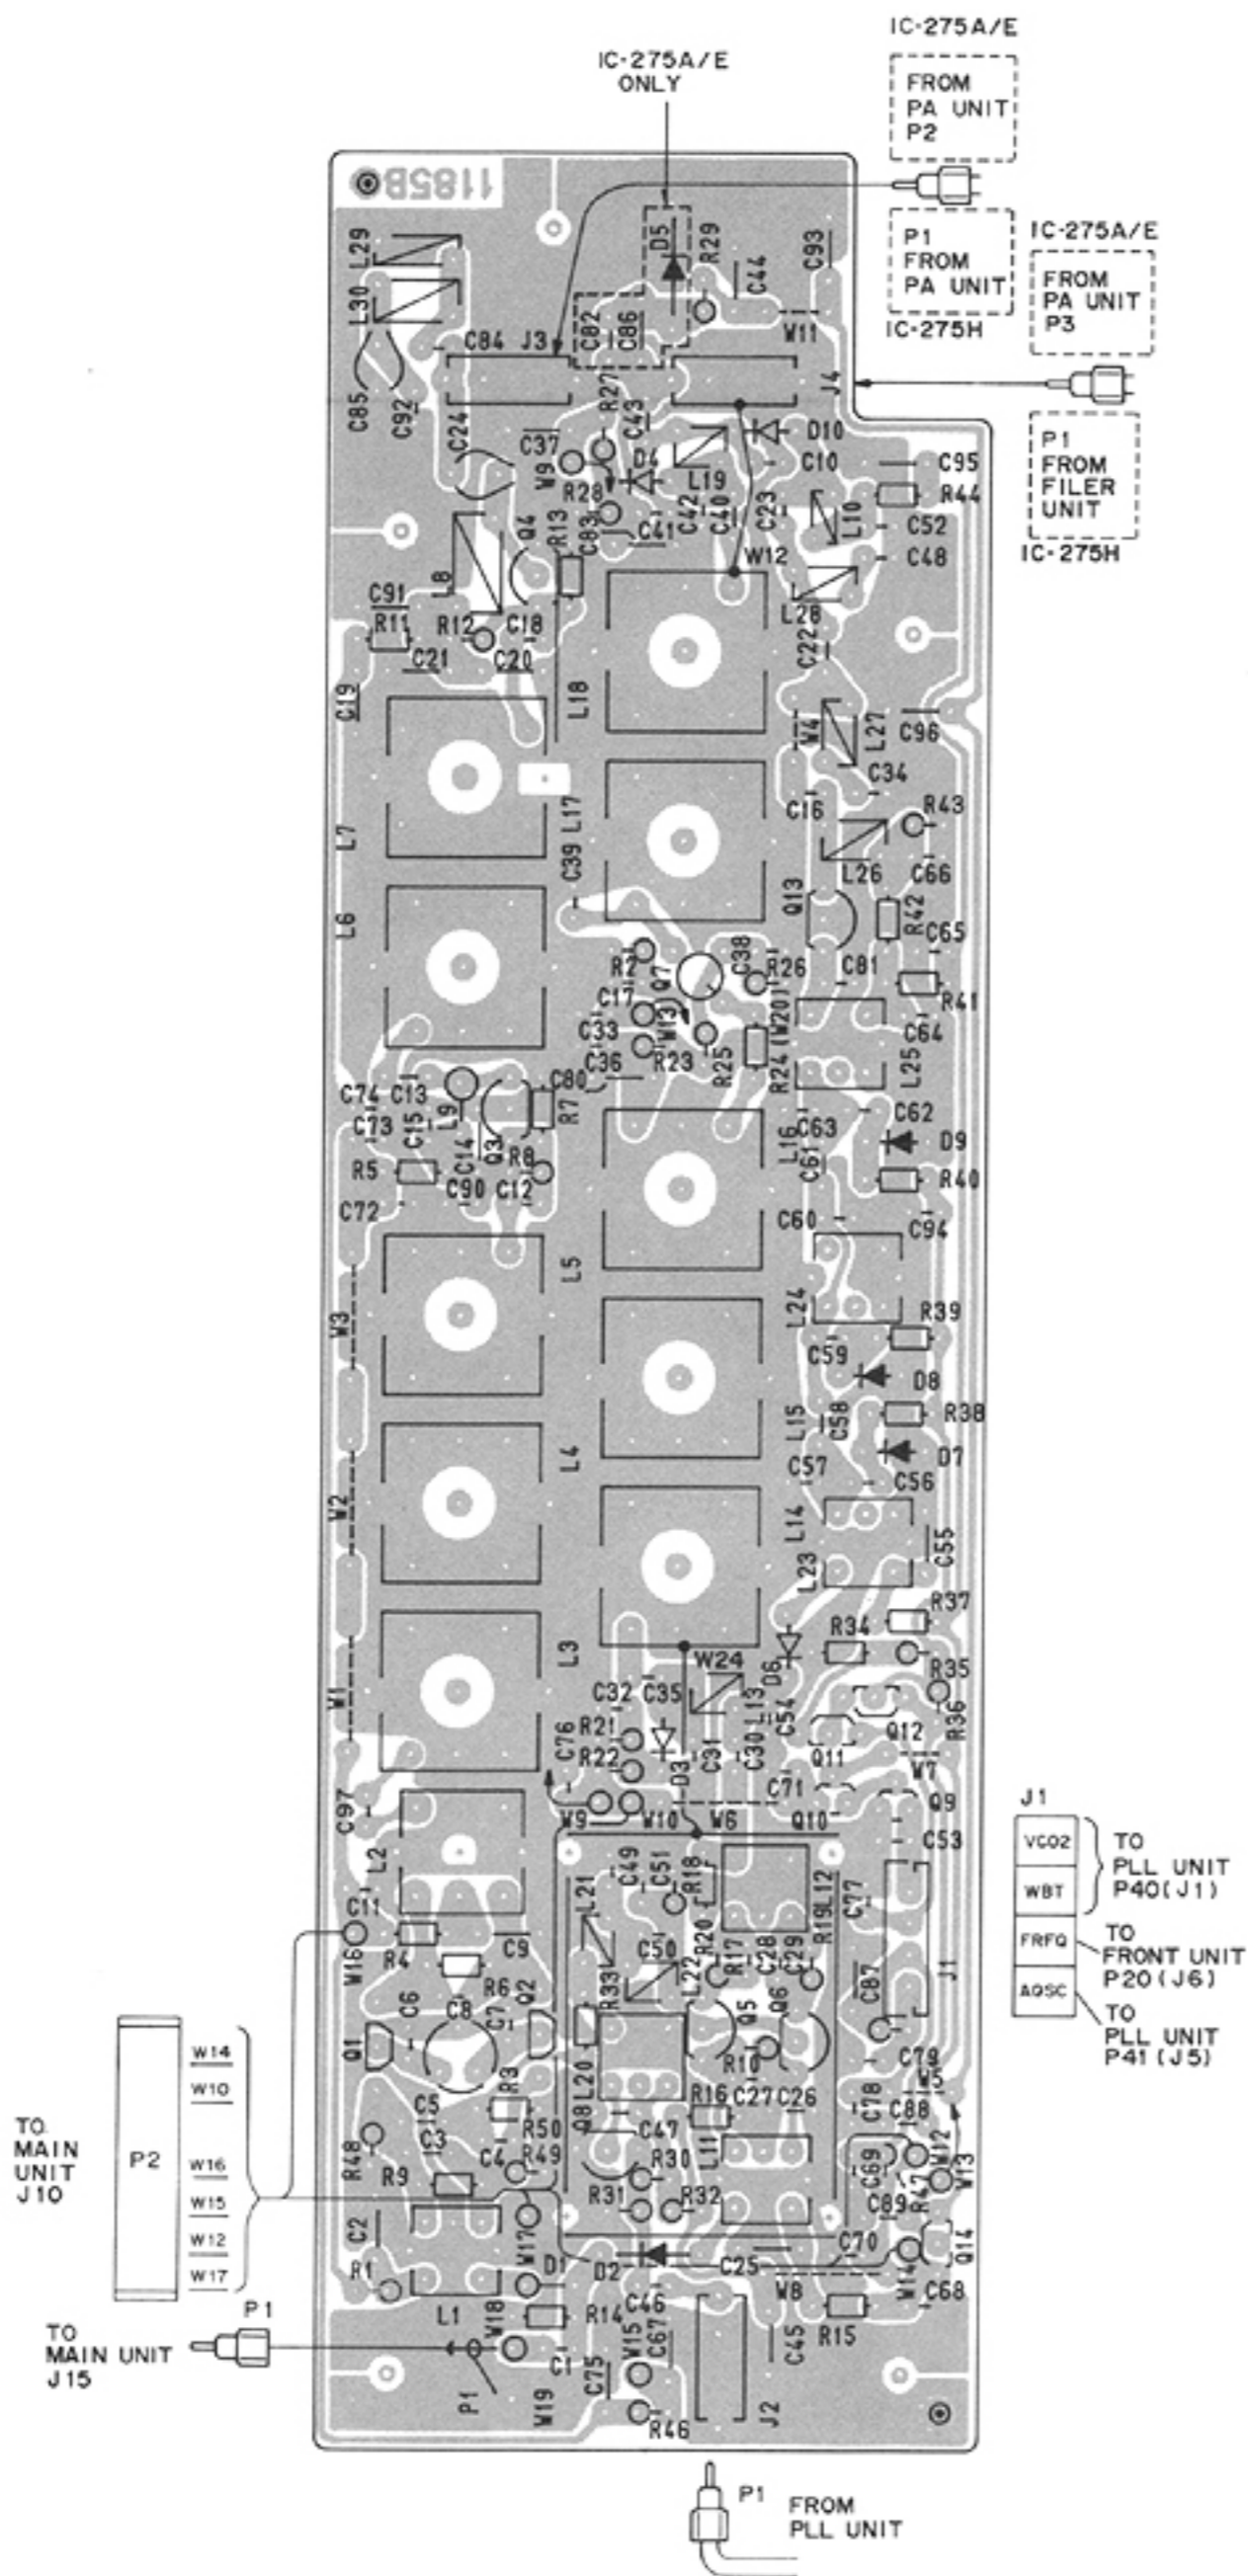 IC-275A/E
IC-275A/E
ONLY
FROM
PA UNIT
P2
1185B
P1
FROM
PA UNIT
IC-275H
IC-275A/E
FROM
PA UNIT
P3
P1
FROM
FILER
UNIT
IC-275H
L29
D5
R29
C44
C93
L30
C82
C86
W11
C84
J3
J4
C85
C92
C24
R27
C43
C37
D10
W9
D4
L19
C10
C95
R28
R44
Q4
R13
C83
C41
C42
C40
C23
L10
C52
L8
W12
C48
C91
L28
R11
R12
C18
C22
C21
C20
C19
L18
W4
L27
C96
C34
C16
R43
L7
L17
C39
L26
C66
L6
Q13
R42
C65
R2
Q7
C38
R26
C81
C17
R41
C33
W13
C64
C36
R23
R25
R24 (W20)
L25
C74
C13
L9
C80
R7
C73
C15
C63
C62
C14
Q3
L16
D9
R5
R8
C61
R40
C72
C90
C12
C60
C94
L5
L24
R39
W3
C59
D8
L15
C58
R38
L4
D7
C57
C56
W2
L14
C55
L23
R37
R34
L3
W24
D6
R35
W1
C32
C35
L13
C54
R36
R21
Q12
C76
R22
C31
C30
Q11
D3
W7
C71
C97
W9
W10
W6
Q10
Q9
C53
L2
C49
C51
R18
L21
R19
L12
C77
C11
W16
R4
C9
C50
R20
R17
C28
C29
J1
R6
R33
L22
C87
C6
C8
C7
Q2
Q1
Q5
Q6
R3
L20
R10
C79
W5
C5
R16
C27
C26
C78
C88
C3
R50
Q8
C47
R48
C4
R49
L11
W12
R9
R30
C69
W13
R31
R32
C89
R47
C2
W17
C70
Q14
R1
D1
D2
C25
W14
W8
C68
L1
W18
R14
C46
R15
C1
W15
C67
C45
C75
P1
W19
J2
R46
J1
VCO2
WBT
FRFQ
AQSC
TO
PLL UNIT
P40(J1)
TO
FRONT UNIT
P20(J6)
TO
PLL UNIT
P41(J5)
TO
MAIN
UNIT
J10
P2
W14
W10
W16
W15
W12
W17
P1
TO
MAIN UNIT
J15
P1
FROM
PLL UNIT